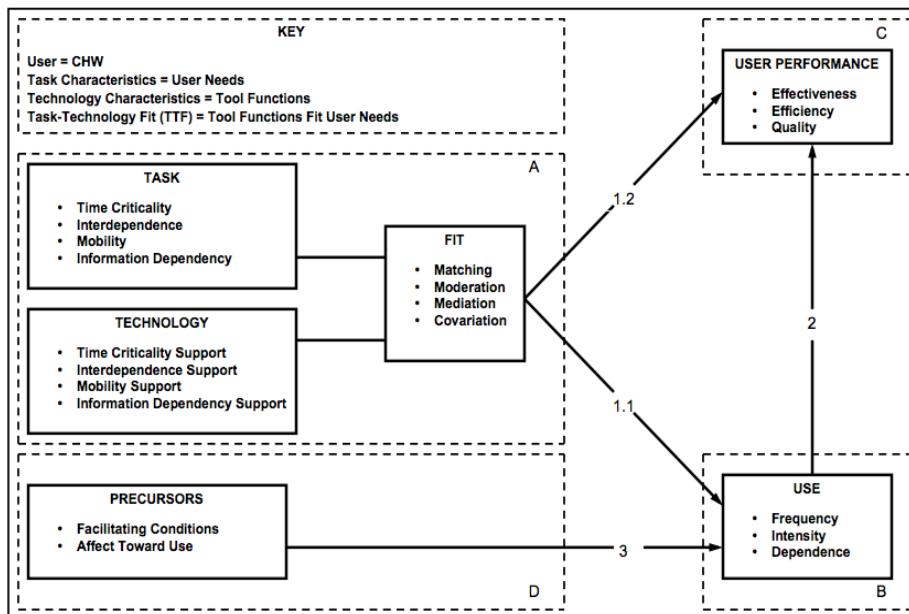 KEY
User = CHW
Task Characteristics = User Needs
Technology Characteristics = Tool Functions
Task-Technology Fit (TTF) = Tool Functions Fit User Needs
C
USER PERFORMANCE
• Effectiveness
• Efficiency
• Quality
A
TASK
• Time Criticality
• Interdependence
• Mobility
• Information Dependency
1.2
FIT
• Matching
• Moderation
• Mediation
• Covariation
TECHNOLOGY
• Time Criticality Support
• Interdependence Support
• Mobility Support
• Information Dependency Support
2
1.1
PRECURSORS
• Facilitating Conditions
• Affect Toward Use
3
USE
• Frequency
• Intensity
• Dependence
D
B